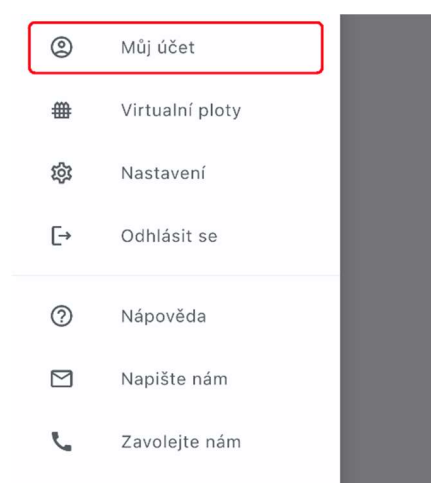 Můj účet
Virtualní ploty
Nastavení
Odhlásit se
Nápověda
Napište nám
Zavolejte nám